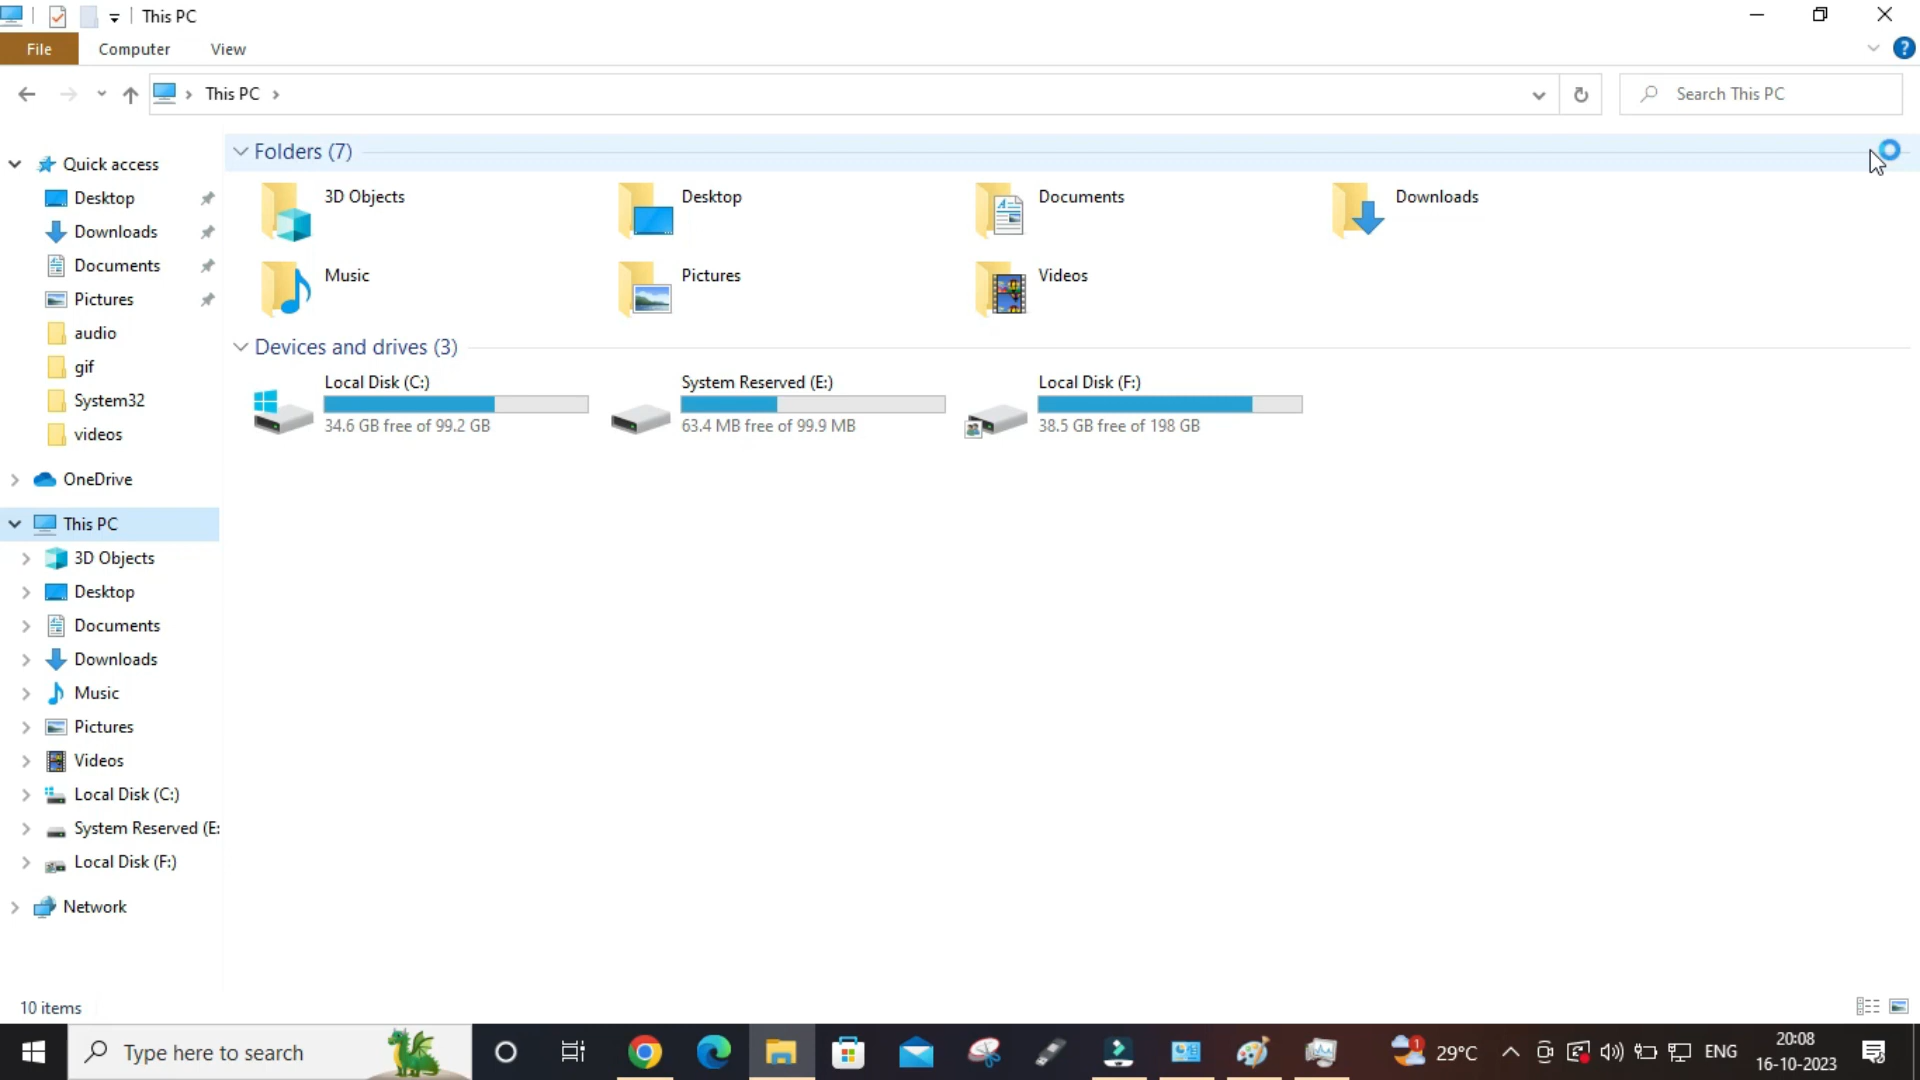 This PC
File
Computer
View
This PC
Search This PC
Quick access
Desktop
Downloads
Documents
Pictures
audio
gif
System32
videos
OneDrive
This PC
3D Objects
Desktop
Documents
Downloads
Music
Pictures
Videos
Local Disk (C:)
System Reserved (E:
Local Disk (F:)
Network
Folders (7)
3D Objects
Desktop
Documents
Downloads
Music
Pictures
Videos
Devices and drives (3)
Local Disk (C:)
34.6 GB free of 99.2 GB
System Reserved (E:)
63.4 MB free of 99.9 MB
Local Disk (F:)
38.5 GB free of 198 GB
10 items
Type here to search
1
29°C
ENG
20:08
16-10-2023